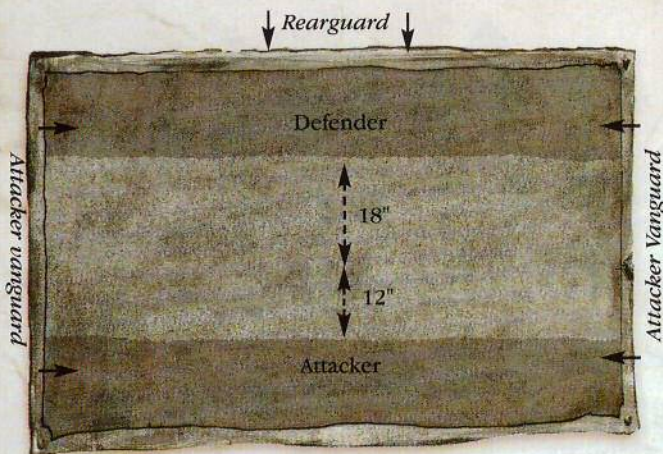 Rearguard
Defender
Attacker vanguard
Attacker Vanguard
18"
12"
Attacker